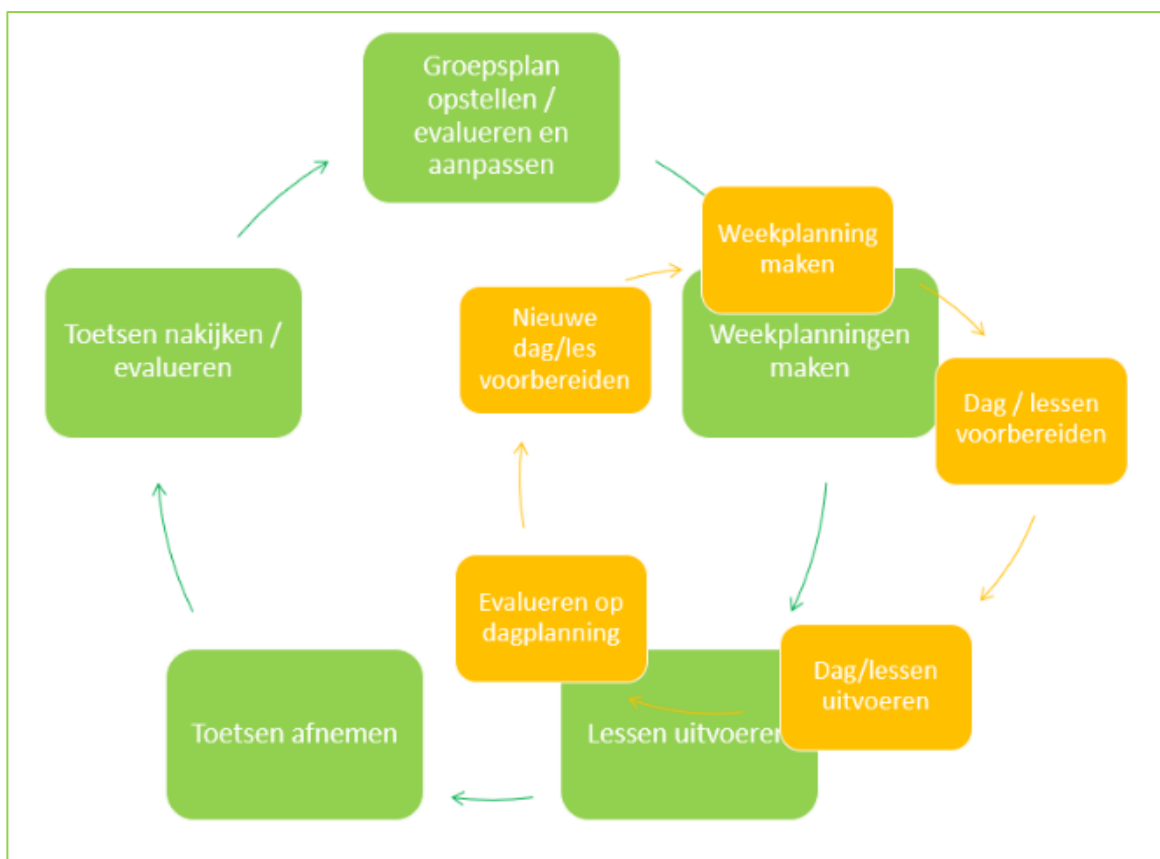 Groepsplan
opstellen /
evalueren en
aanpassen
Weekplanning
maken
Weekplanningen
maken
Dag / lessen
voorbereiden
Nieuwe
dag/les
voorbereiden
Toetsen nakijken /
evalueren
Evalueren op
dagplanning
Dag/lessen
uitvoeren
Lessen uitvoeren
Toetsen afnemen